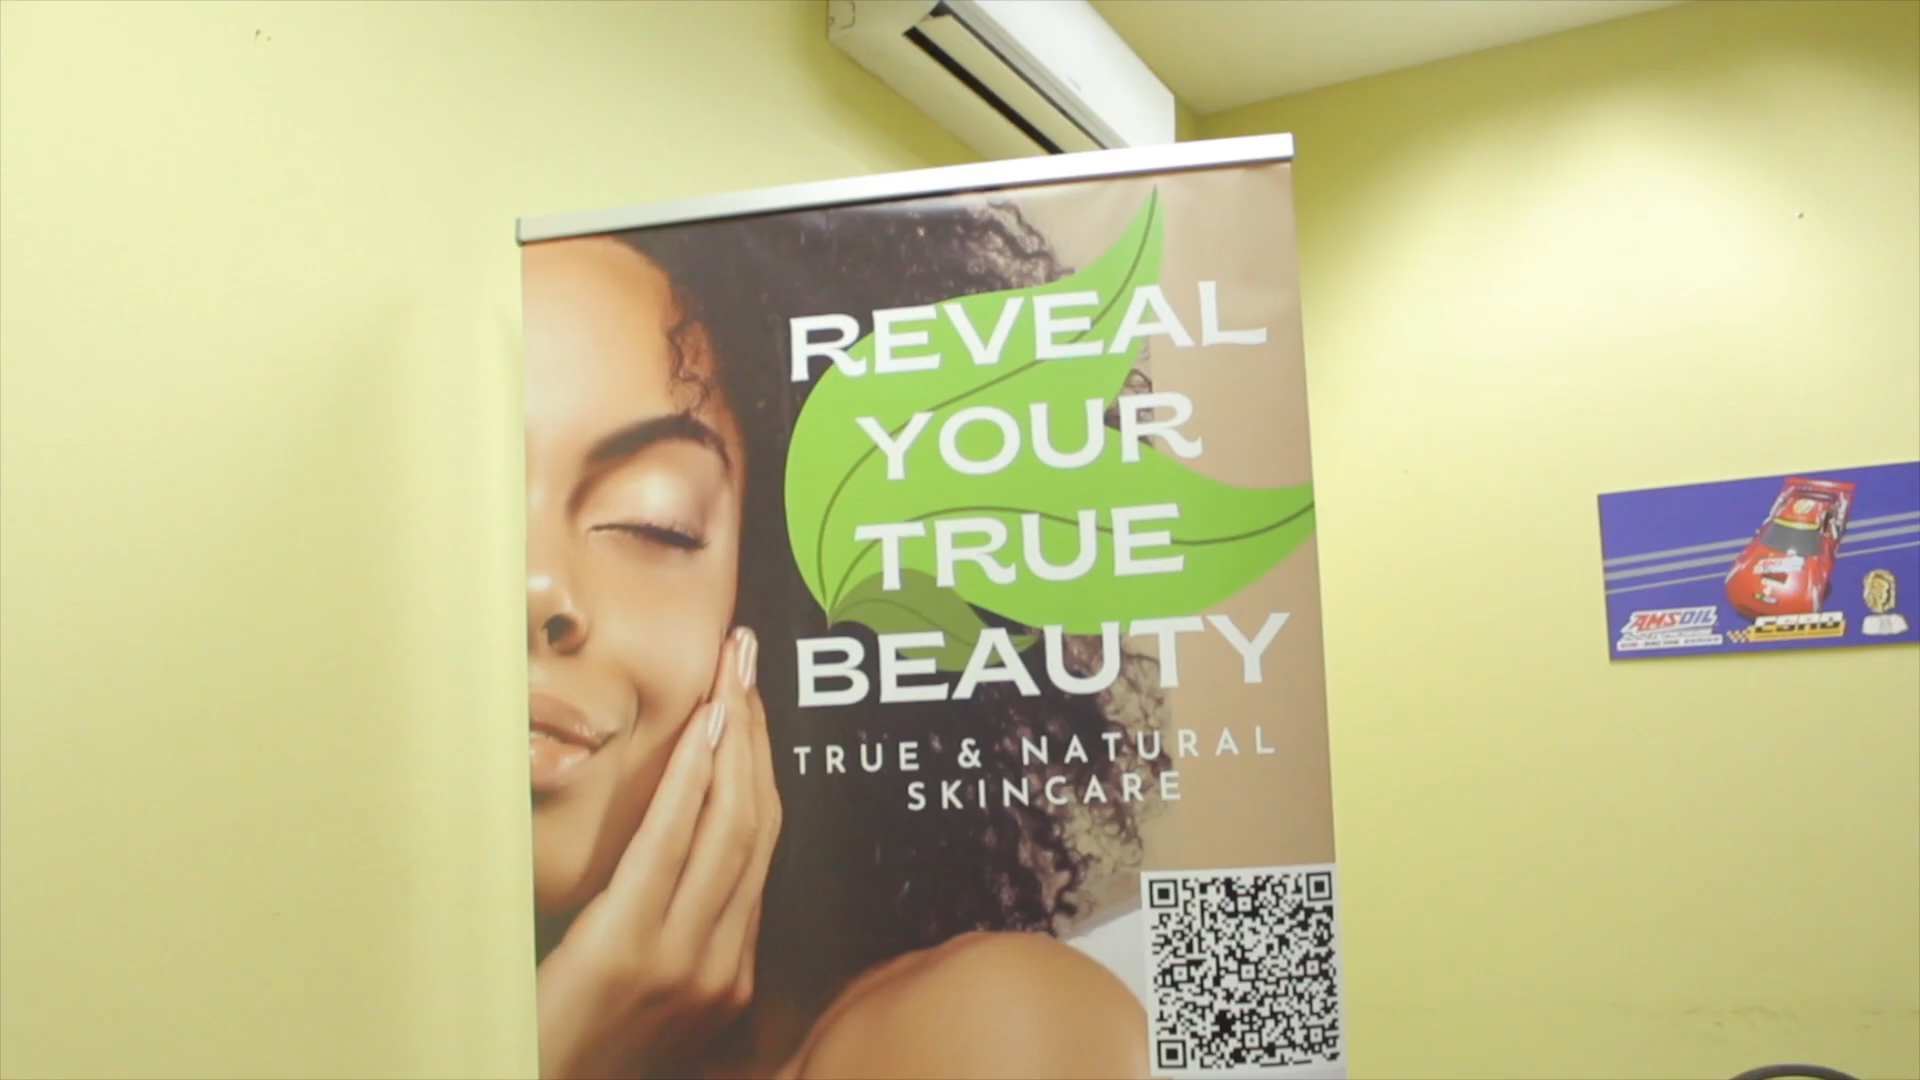 REVEAL
YOUR
TRUE
BEAUTY
TRUE & NATURAL
SKINCARE
AMSOIL